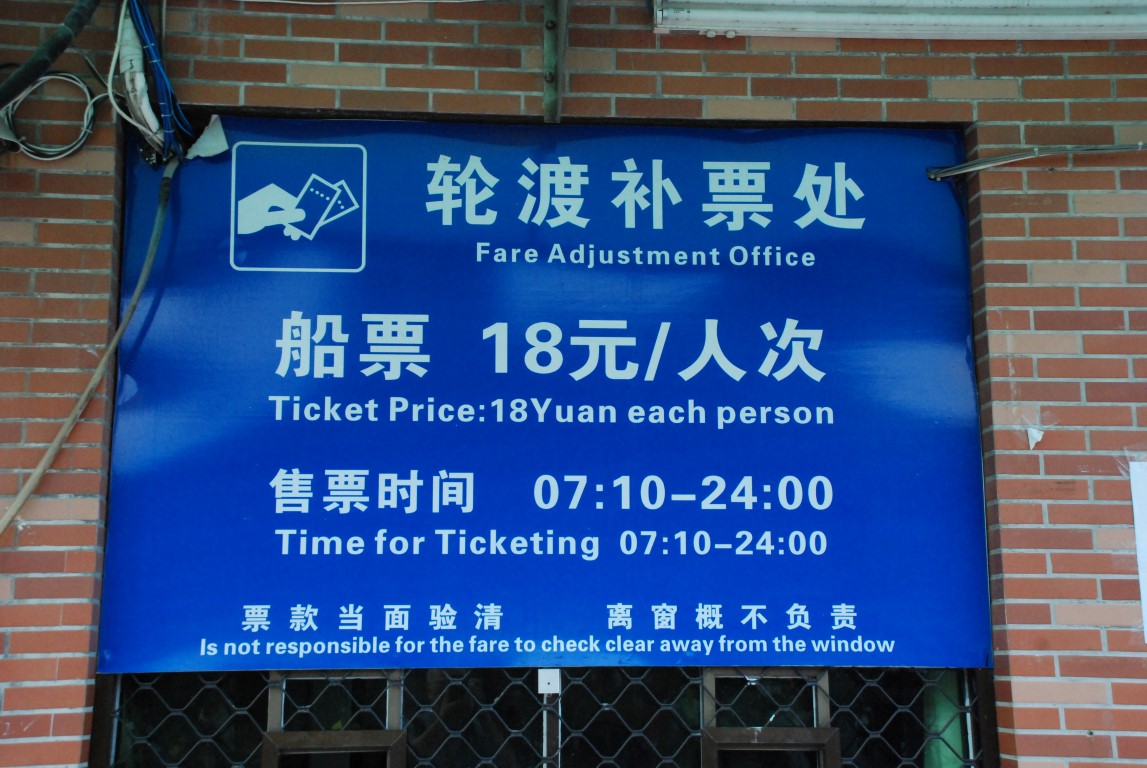 轮渡补票处
Fare Adjustment Office
船票 18元/人次
Ticket Price:18Yuan each person
售票时间 07:10-24:00
Time for Ticketing 07:10-24:00
票款当面验清 离窗概不负责
Is not responsible for the fare to check clear away from the window